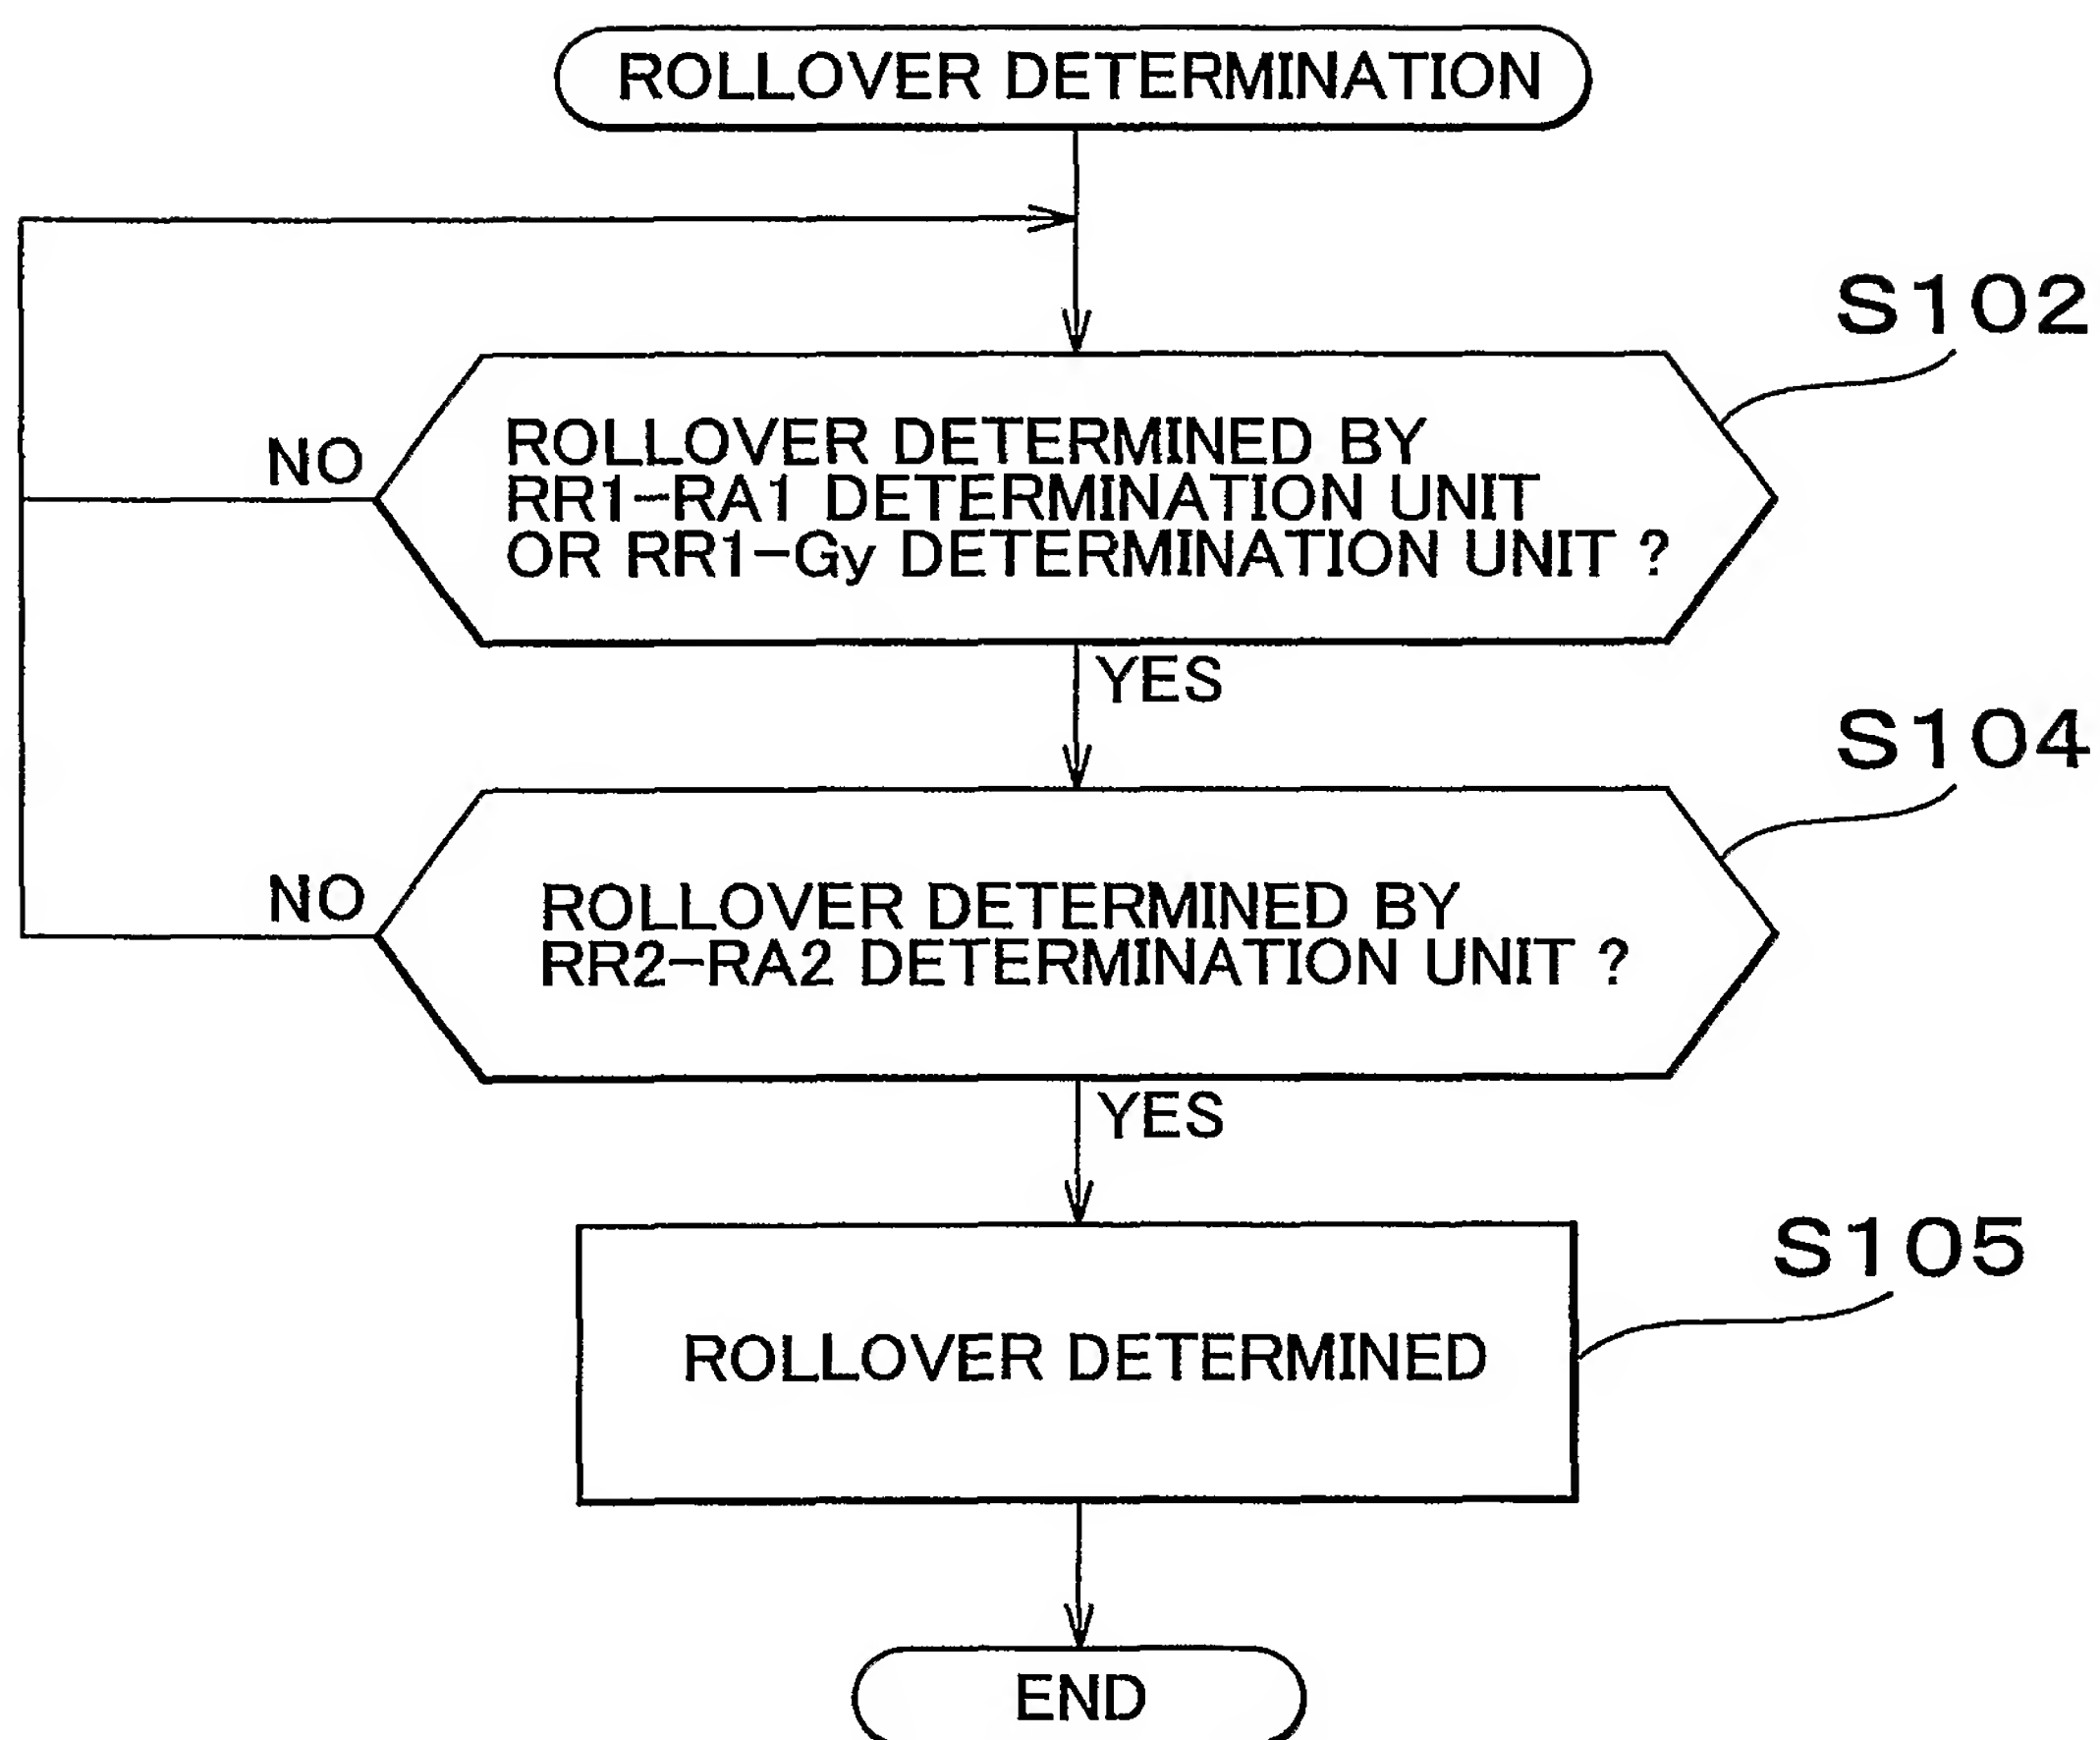 ROLLOVER DETERMINATION
S102
NO
ROLLOVER DETERMINED BY
RR1-RA1 DETERMINATION UNIT
OR RR1-Gy DETERMINATION UNIT ?
YES
S104
NO
ROLLOVER DETERMINED BY
RR2-RA2 DETERMINATION UNIT ?
YES
S105
ROLLOVER DETERMINED
END